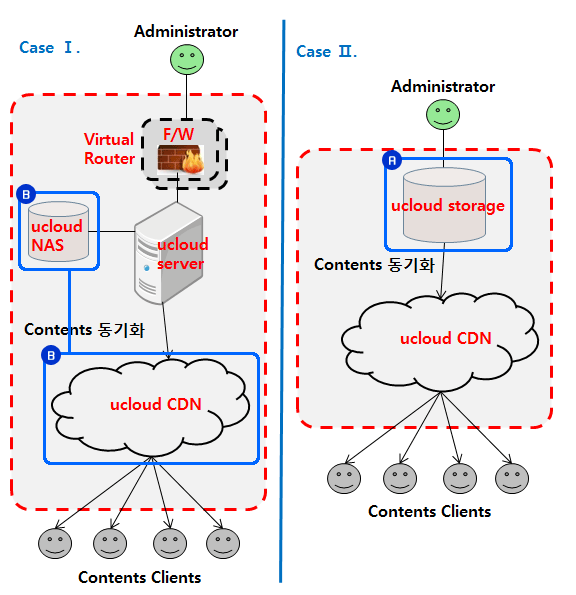 Case Ⅰ.
Administrator
F/W
Virtual
Router
B
ucloud
NAS
ucloud
server
Contents 동기화
B
ucloud CDN
Contents Clients
Case Ⅱ.
Administrator
A
ucloud storage
Contents 동기화
ucloud CDN
Contents Clients